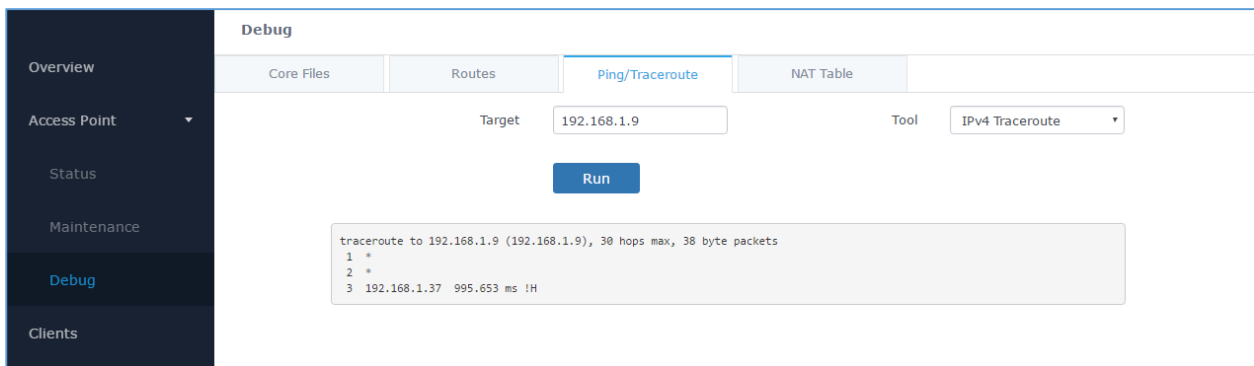 Debug
Overview
Core Files Routes Ping/Traceroute NAT Table
Access Point
Target 192.168.1.9 Tool IPv4 Traceroute
Status
Run
Maintenance
traceroute to 192.168.1.9 (192.168.1.9), 30 hops max, 38 byte packets
1 *
2 *
3 192.168.1.37 995.653 ms !H
Debug
Clients